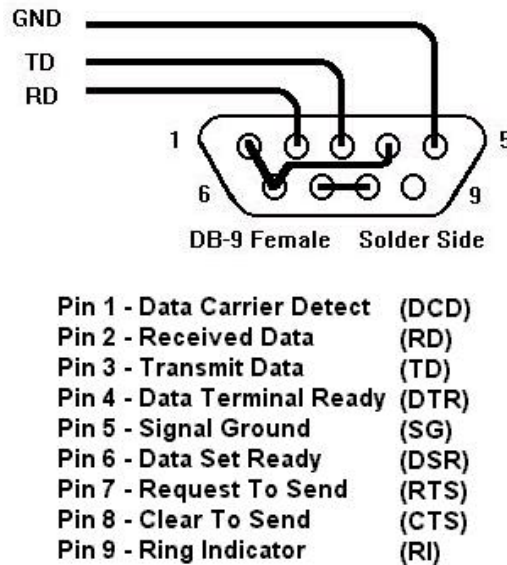 GND
TD
RD
1 5
6 9
DB-9 Female Solder Side
Pin 1 - Data Carrier Detect (DCD)
Pin 2 - Received Data (RD)
Pin 3 - Transmit Data (TD)
Pin 4 - Data Terminal Ready (DTR)
Pin 5 - Signal Ground (SG)
Pin 6 - Data Set Ready (DSR)
Pin 7 - Request To Send (RTS)
Pin 8 - Clear To Send (CTS)
Pin 9 - Ring Indicator (RI)